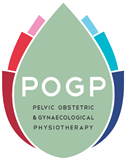 POGP
PELVIC OBSTETRIC
& GYNAECOLOGICAL
PHYSIOTHERAPY